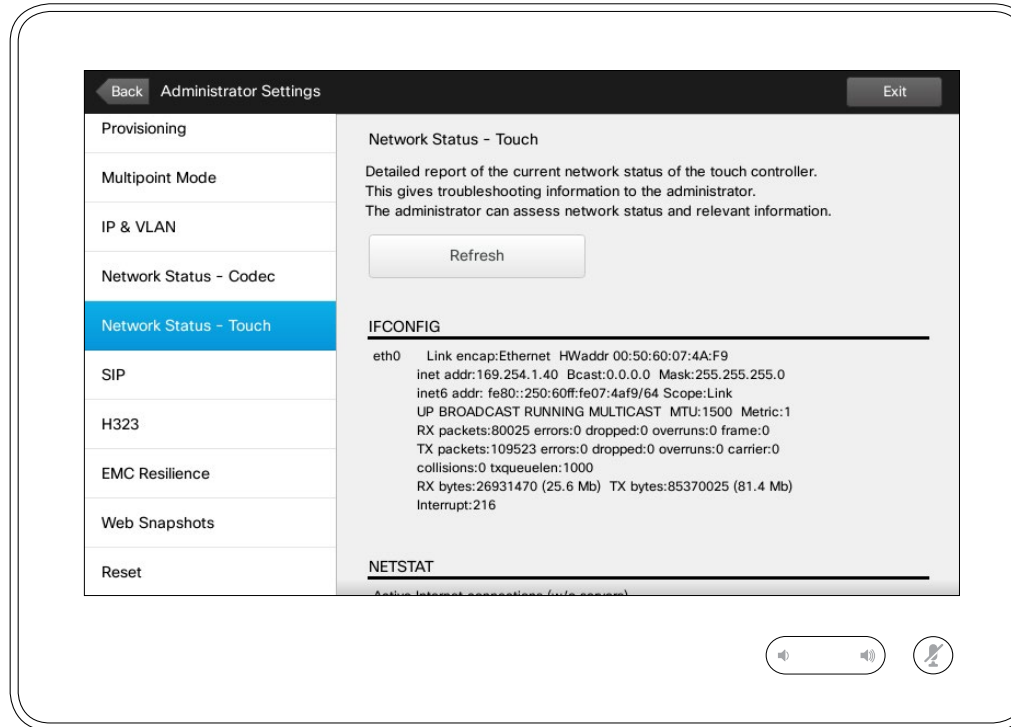 Back
Administrator Settings
Exit
Provisioning
Multipoint Mode
IP & VLAN
Network Status - Codec
Network Status - Touch
SIP
H323
EMC Resilience
Web Snapshots
Reset
Network Status - Touch
Detailed report of the current network status of the touch controller.
This gives troubleshooting information to the administrator.
The administrator can assess network status and relevant information.
Refresh
IFCONFIG
eth0 Link encap:Ethernet HWaddr 00:50:60:07:4A:F9
inet addr:169.254.1.40 Bcast:0.0.0.0 Mask:255.255.255.0
inet6 addr: fe80::250:60ff:fe07:4af9/64 Scope:Link
UP BROADCAST RUNNING MULTICAST MTU:1500 Metric:1
RX packets:80025 errors:0 dropped:0 overruns:0 frame:0
TX packets:109523 errors:0 dropped:0 overruns:0 carrier:0
collisions:0 txqueuelen:1000
RX bytes:26931470 (25.6 Mb) TX bytes:85370025 (81.4 Mb)
Interrupt:216
NETSTAT
Active Internet connections (w/o servers)